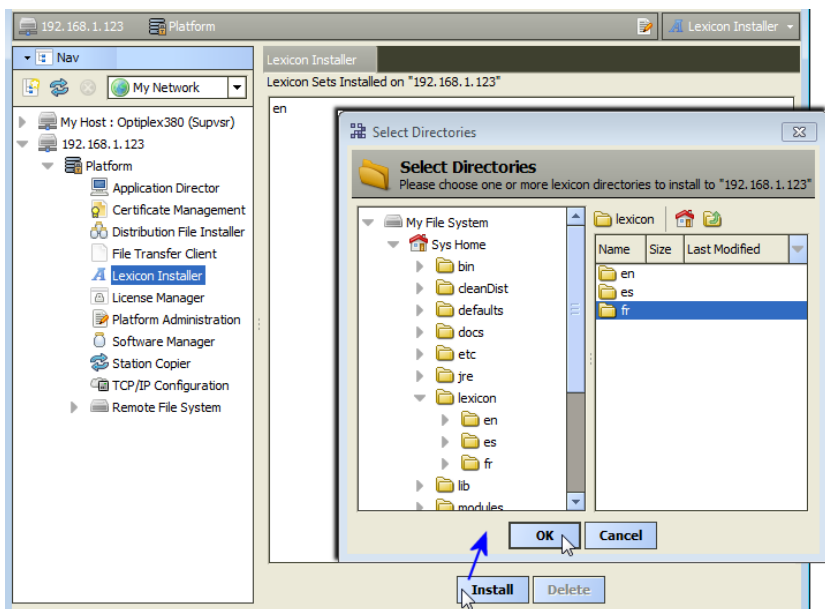 192.168.1.123 Platform Lexicon Installer
Nav
My Network
My Host : Optiplex380 (Supvsr)
192.168.1.123
Platform
Application Director
Certificate Management
Distribution File Installer
File Transfer Client
Lexicon Installer
License Manager
Platform Administration
Software Manager
Station Copier
TCP/IP Configuration
Remote File System
Lexicon Installer
Lexicon Sets Installed on "192.168.1.123"
en
Select Directories
Select Directories
Please choose one or more lexicon directories to install to "192.168.1.123"
My File System
Sys Home
bin
cleanDist
defaults
docs
etc
jre
lexicon
en
es
fr
lib
modules
lexicon
Name Size Last Modified
en
es
fr
OK Cancel
Install Delete